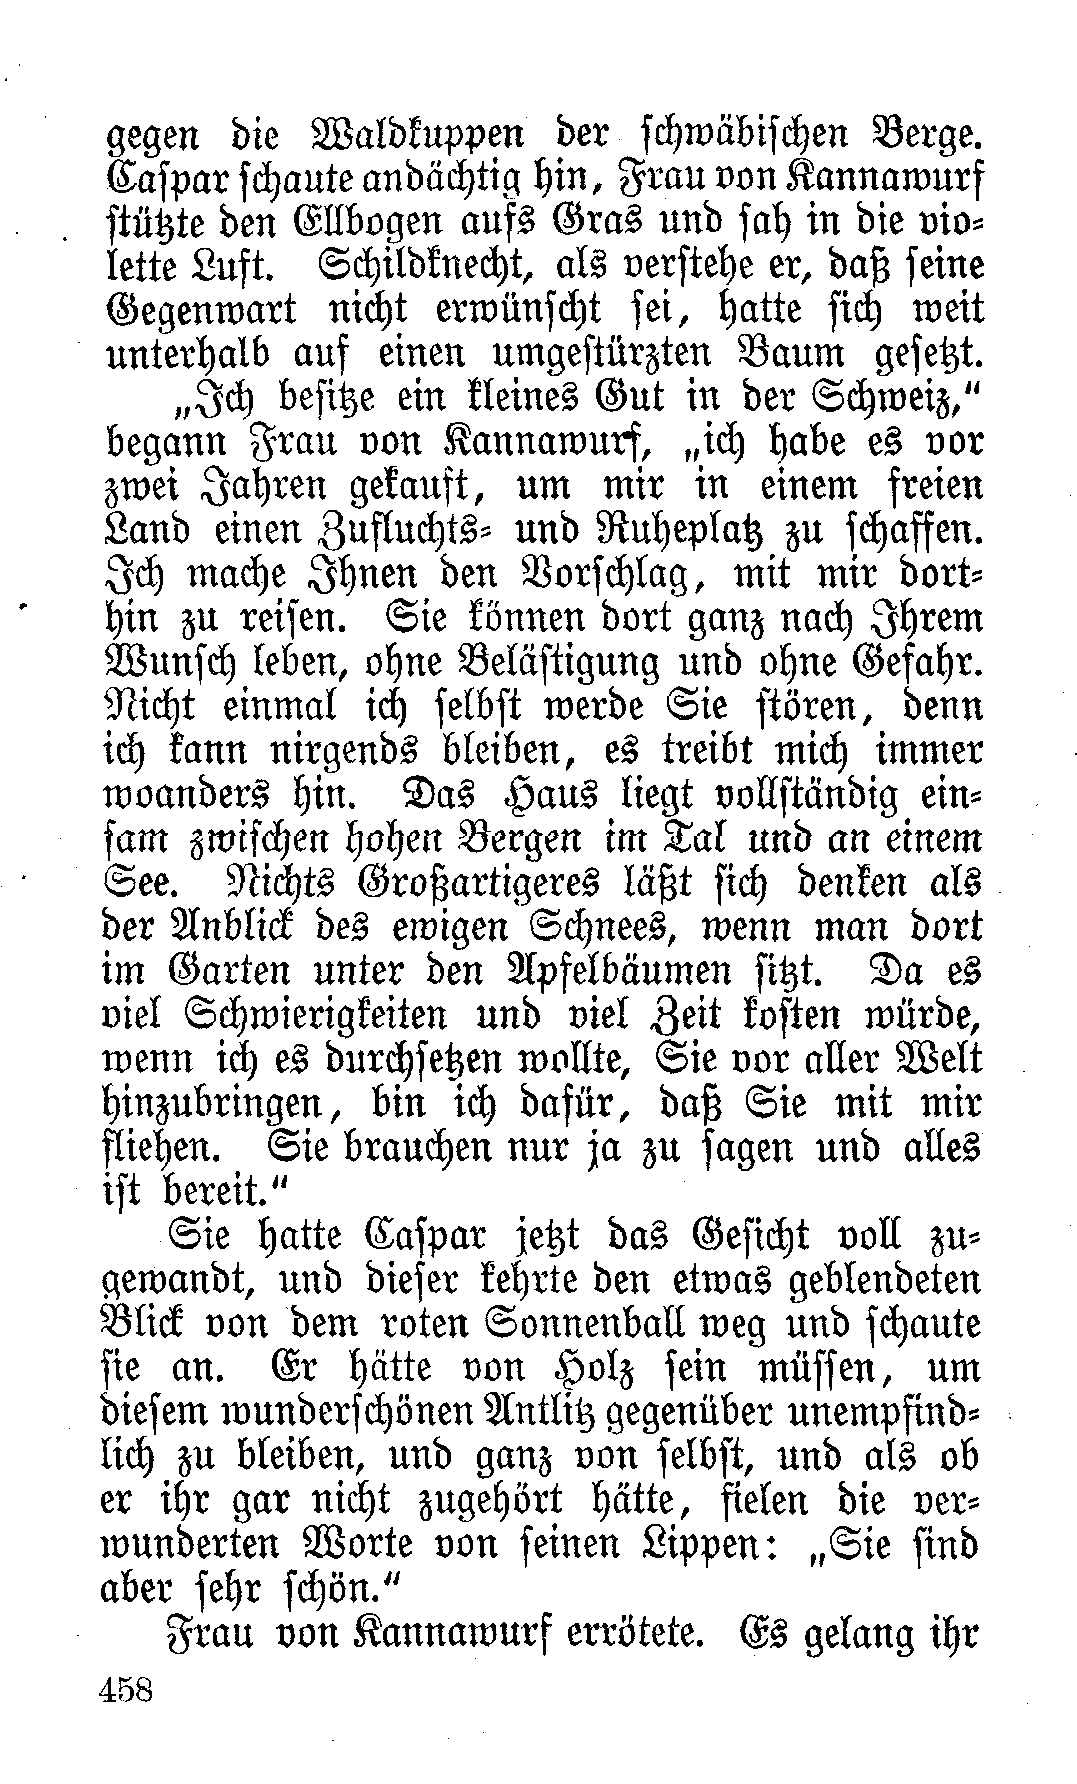 gegen die Waldkuppen der schwäbischen Berge.
Caspar schaute andächtig hin, Frau von Kannawurf
stützte den Ellbogen aufs Gras und sah in die vio-
lette Luft. Schildknecht, als verstehe er, daß seine
Gegenwart nicht erwünscht sei, hatte sich weit
unterhalb auf einen umgestürzten Baum gesetzt.
„Ich besitze ein kleines Gut in der Schweiz,“
begann Frau von Kannawurf, „ich habe es vor
zwei Jahren gekauft, um mir in einem freien
Land einen Zufluchts- und Ruheplatz zu schaffen.
Ich mache Ihnen den Vorschlag, mit mir dort-
hin zu reisen. Sie können dort ganz nach Ihrem
Wunsch leben, ohne Belästigung und ohne Gefahr.
Nicht einmal ich selbst werde Sie stören, denn
ich kann nirgends bleiben, es treibt mich immer
woanders hin. Das Haus liegt vollständig ein-
sam zwischen hohen Bergen im Tal und an einem
See. Nichts Großartigeres läßt sich denken als
der Anblick des ewigen Schnees, wenn man dort
im Garten unter den Apfelbäumen sitzt. Da es
viel Schwierigkeiten und viel Zeit kosten würde,
wenn ich es durchsetzen wollte, Sie vor aller Welt
hinzubringen, bin ich dafür, daß Sie mit mir
fliehen. Sie brauchen nur ja zu sagen und alles
ist bereit.“
Sie hatte Caspar jetzt das Gesicht voll zu-
gewandt, und dieser kehrte den etwas geblendeten
Blick von dem roten Sonnenball weg und schaute
sie an. Er hätte von Holz sein müssen, um
diesem wunderschönen Antlitz gegenüber unempfind-
lich zu bleiben, und ganz von selbst, und als ob
er ihr gar nicht zugehört hätte, fielen die ver-
wunderten Worte von seinen Lippen: „Sie sind
aber sehr schön.“
Frau von Kannawurf errötete. Es gelang ihr
458